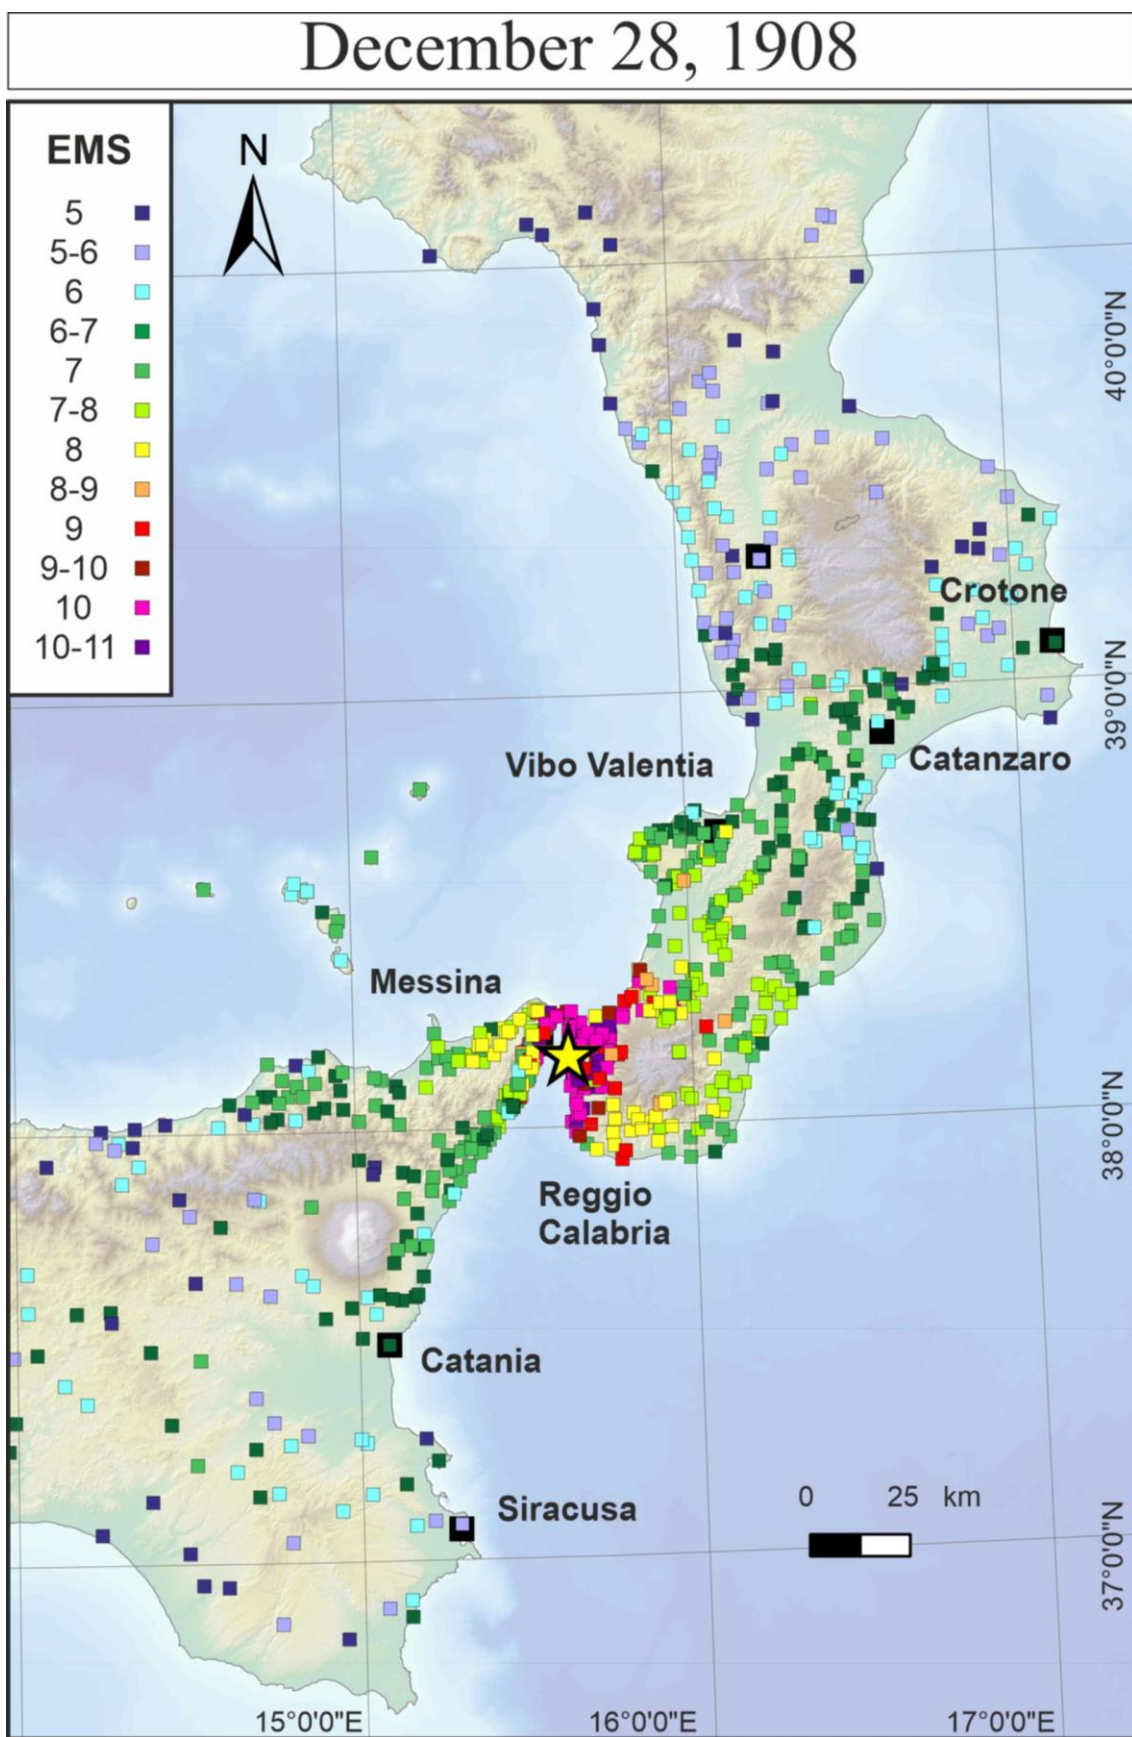 December 28, 1908
EMS
5
5-6
6
6-7
7
7-8
8
8-9
9
9-10
10
10-11
N
40°0'0"N
Crotone
39°0'0"N
Catanzaro
Vibo Valentia
Messina
38°0'0"N
Reggio
Calabria
Catania
0 25 km
Siracusa
37°0'0"N
15°0'0"E 16°0'0"E 17°0'0"E